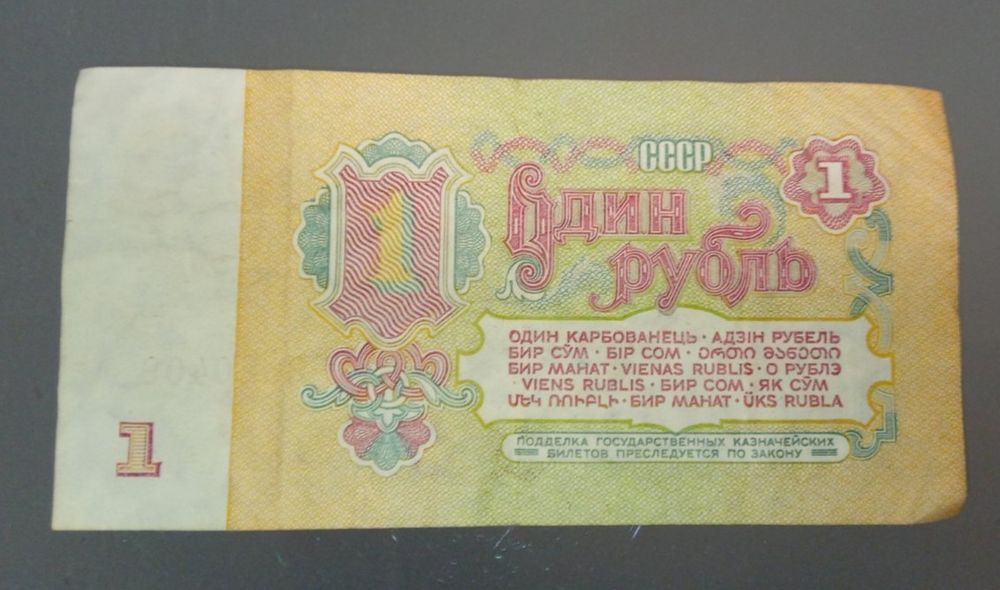 СССР
1
Один
рубль
1
ОДИН КАРБОВАНЕЦЬ · АДЗІН РУБЕЛЬ
БИР СЎМ · БІР СОМ · ᲔᲠᲗᲘ ᲛᲐᲜᲔᲗᲘ
БИР МАНАТ · VIENAS RUBLIS · О РУБЛЭ
· VIENS RUBLIS · БИР СОМ · ЯК СЎМ
ՄԵԿ ՌՈՒԲԼԻ · БИР МАНАТ · ÜKS RUBLA
ПОДДЕЛКА ГОСУДАРСТВЕННЫХ КАЗНАЧЕЙСКИХ
БИЛЕТОВ ПРЕСЛЕДУЕТСЯ ПО ЗАКОНУ
1